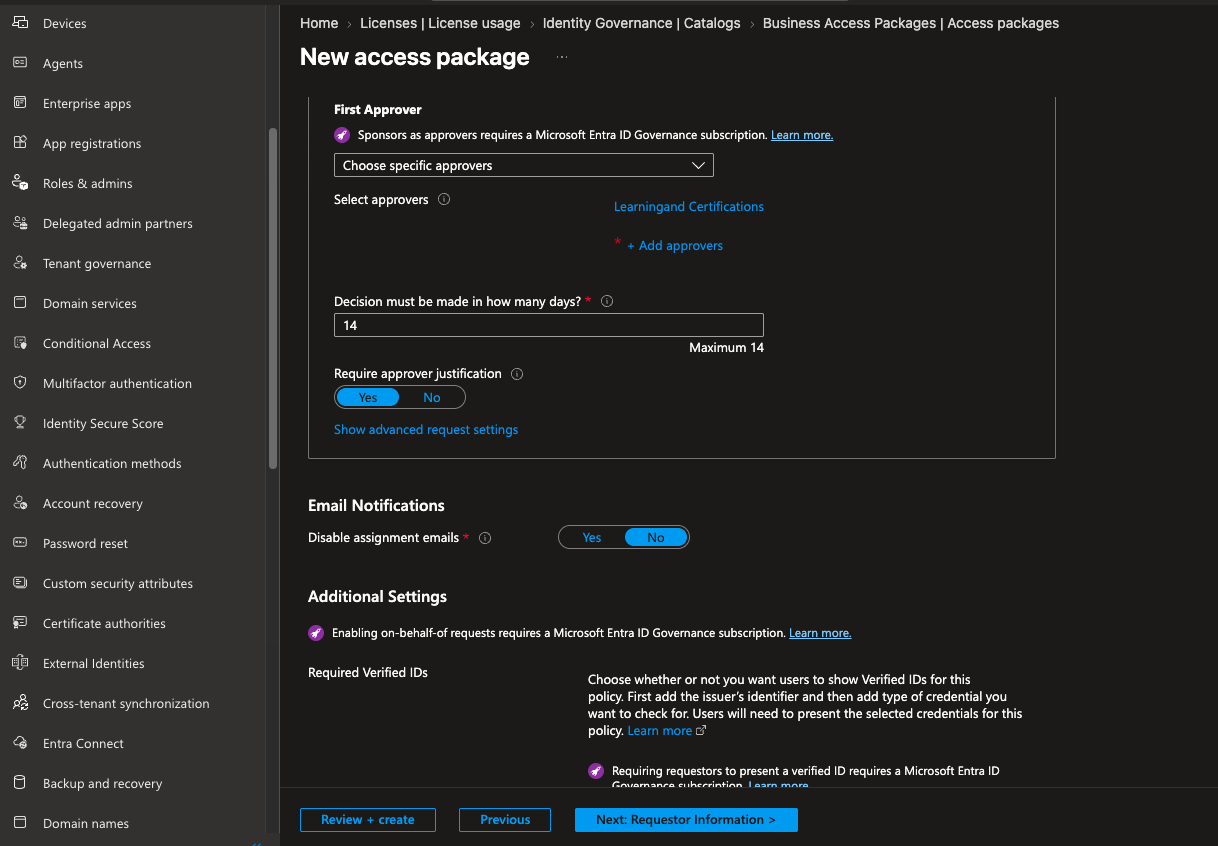 Devices
Agents
Enterprise apps
App registrations
Roles & admins
Delegated admin partners
Tenant governance
Domain services
Conditional Access
Multifactor authentication
Identity Secure Score
Authentication methods
Account recovery
Password reset
Custom security attributes
Certificate authorities
External Identities
Cross-tenant synchronization
Entra Connect
Backup and recovery
Domain names
Home > Licenses | License usage > Identity Governance | Catalogs > Business Access Packages | Access packages
New access package ...
First Approver
Sponsors as approvers requires a Microsoft Entra ID Governance subscription. Learn more.
Choose specific approvers
Select approvers
Learningand Certifications
* + Add approvers
Decision must be made in how many days? *
14
Maximum 14
Require approver justification
Yes No
Show advanced request settings
Email Notifications
Disable assignment emails * Yes No
Additional Settings
Enabling on-behalf-of requests requires a Microsoft Entra ID Governance subscription. Learn more.
Required Verified IDs
Choose whether or not you want users to show Verified IDs for this
policy. First add the issuer's identifier and then add type of credential you
want to check for. Users will need to present the selected credentials for this
policy. Learn more
Requiring requestors to present a verified ID requires a Microsoft Entra ID
Governance subscription. Learn more.
Review + create
Previous
Next: Requestor Information >